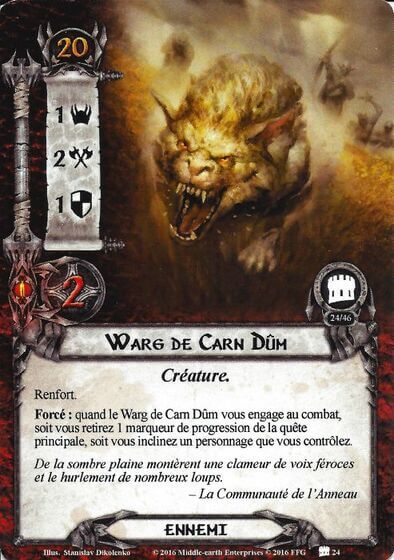 20
1
2
1
2
24/46
Warg de Carn Dûm
Créature.
Renfort.
Forcé : quand le Warg de Carn Dûm vous engage au combat,
soit vous retirez 1 marqueur de progression de la quête
principale, soit vous inclinez un personnage que vous contrôlez.
De la sombre plaine montèrent une clameur de voix féroces
et le hurlement de nombreux loups.
– La Communauté de l'Anneau
ENNEMI
Illus. Stanislav Dikolenko © 2016 Middle-earth Enterprises © 2016 FFG 24